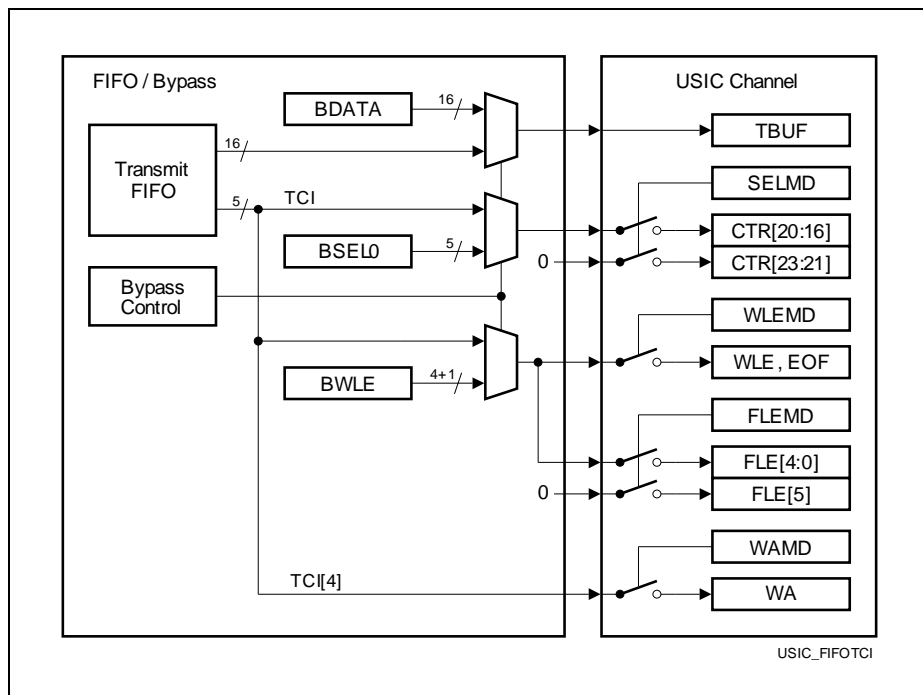 FIFO / Bypass
USIC Channel
BDATA
16
TBUF
Transmit
FIFO
16
5
TCI
SELMD
CTR[20:16]
BSEL0
5
0
CTR[23:21]
Bypass
Control
WLEMD
WLE , EOF
BWLE
4+1
FLEMD
FLE[4:0]
0
FLE[5]
WAMD
TCI[4]
WA
USIC_FIFOTCI